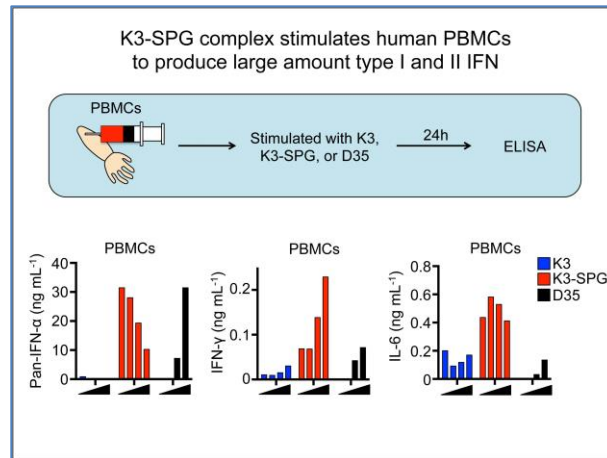 K3-SPG complex stimulates human PBMCs
to produce large amount type I and II IFN
PBMCs
Stimulated with K3,
K3-SPG, or D35
24h
ELISA
PBMCs
Pan-IFN-α (ng mL-1)
40
30
20
10
0
PBMCs
IFN-γ (ng mL-1)
0.2
0.1
0
PBMCs
IL-6 (ng mL-1)
0.8
0.6
0.4
0.2
0
K3
K3-SPG
D35